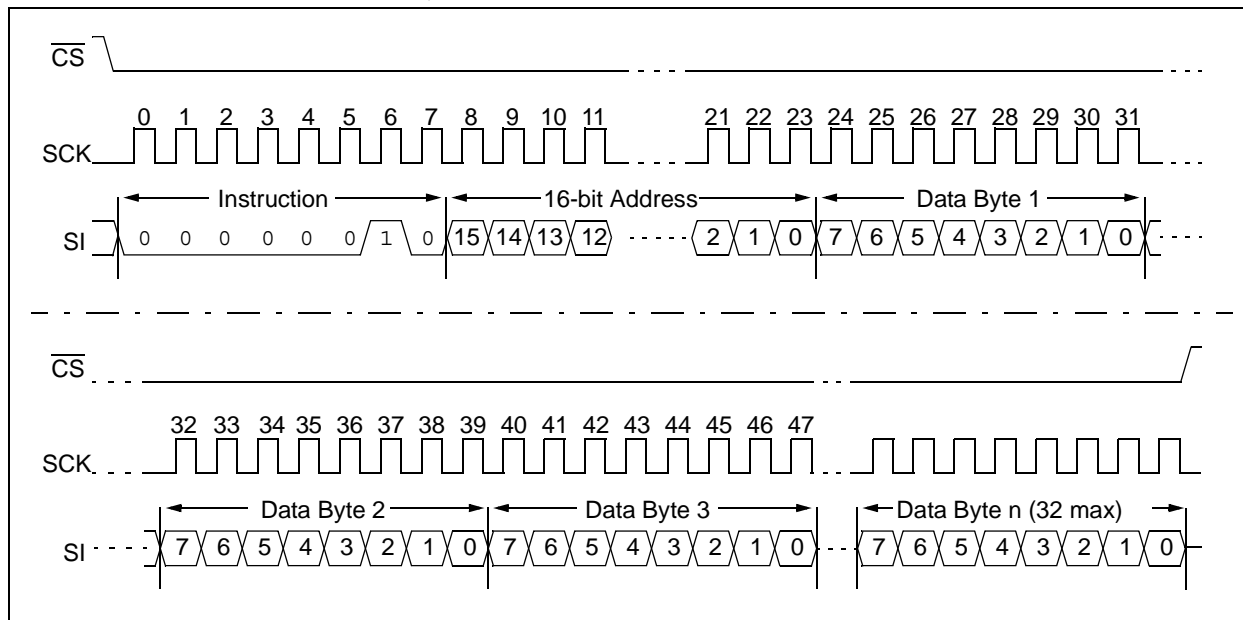 CS
0 1 2 3 4 5 6 7 8 9 10 11 21 22 23 24 25 26 27 28 29 30 31
SCK
Instruction 16-bit Address Data Byte 1
SI 0 0 0 0 0 0 1 0 15 14 13 12 2 1 0 7 6 5 4 3 2 1 0
CS
32 33 34 35 36 37 38 39 40 41 42 43 44 45 46 47
SCK
Data Byte 2 Data Byte 3 Data Byte n (32 max)
SI 7 6 5 4 3 2 1 0 7 6 5 4 3 2 1 0 7 6 5 4 3 2 1 0